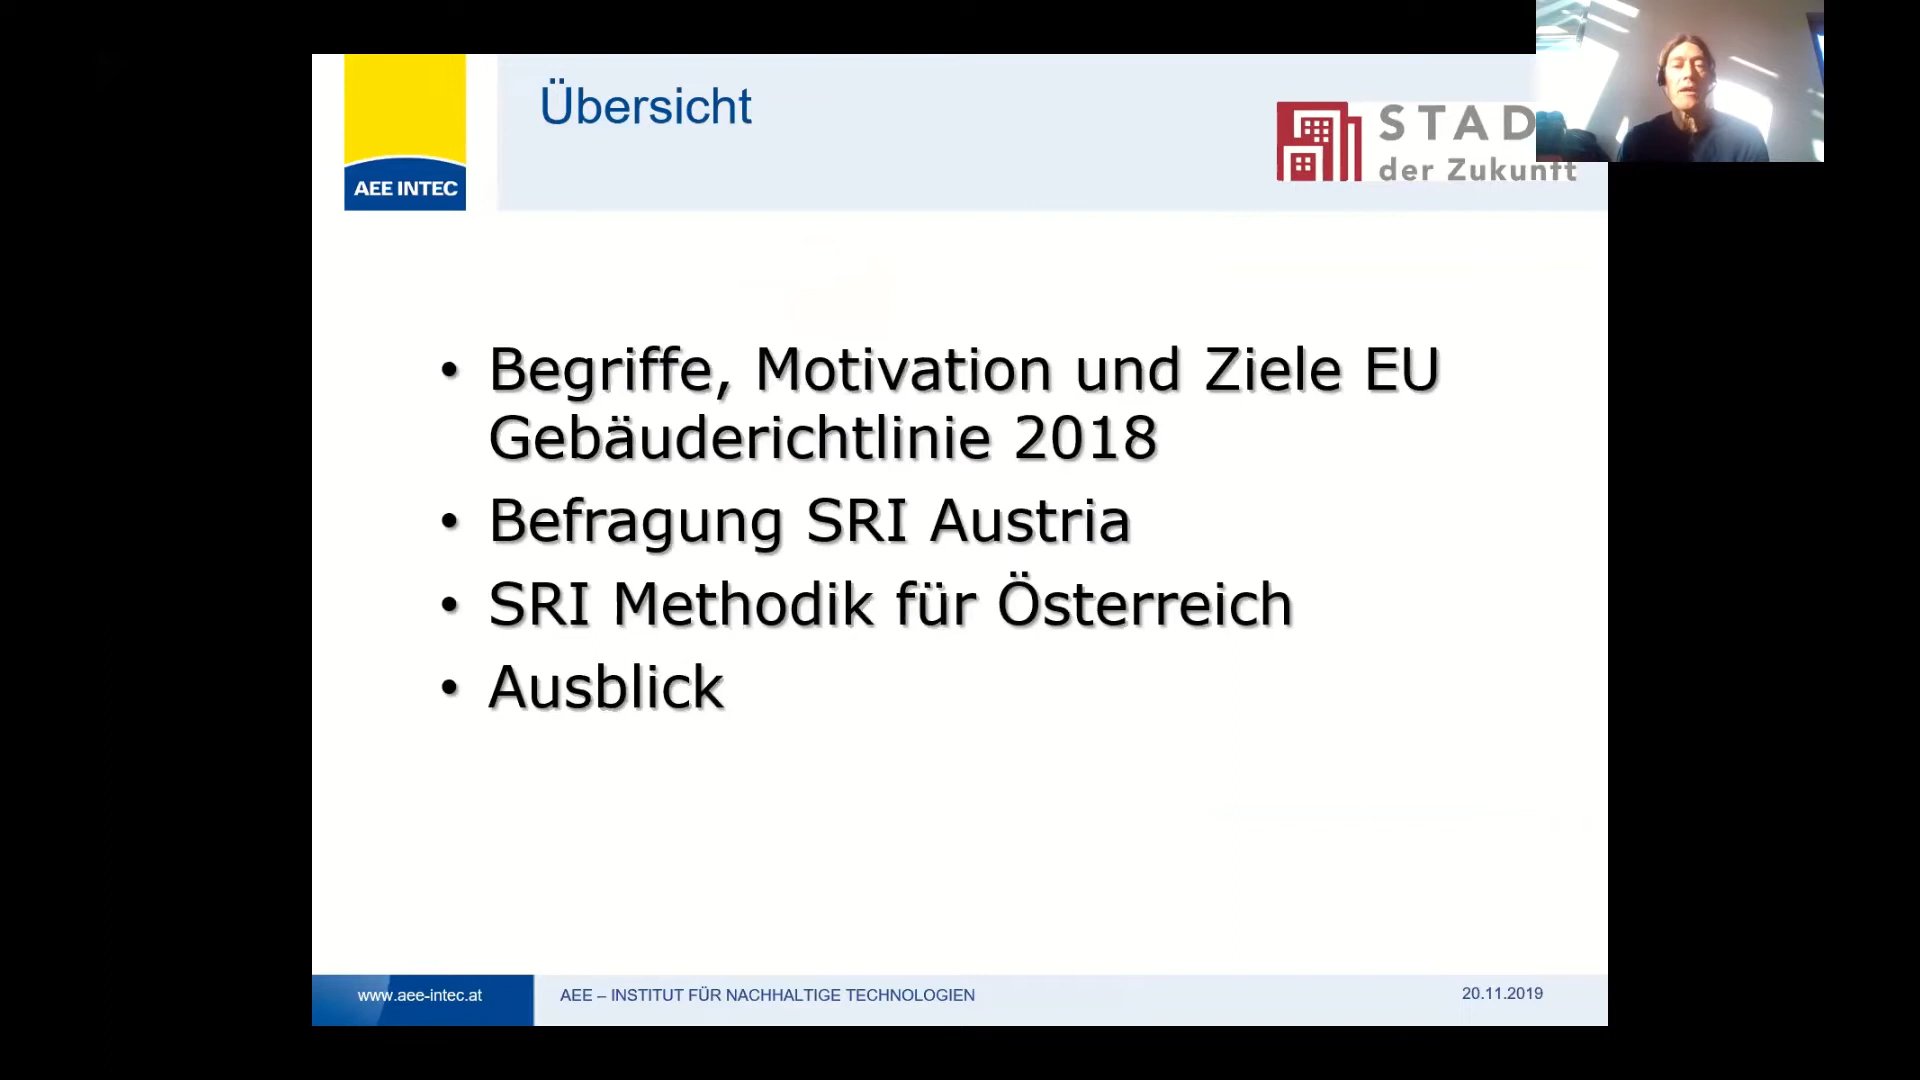 Übersicht
AEE INTEC
STAD
der Zukunft
• Begriffe, Motivation und Ziele EU
Gebäuderichtlinie 2018
• Befragung SRI Austria
• SRI Methodik für Österreich
• Ausblick
www.aee-intec.at
AEE – INSTITUT FÜR NACHHALTIGE TECHNOLOGIEN
20.11.2019